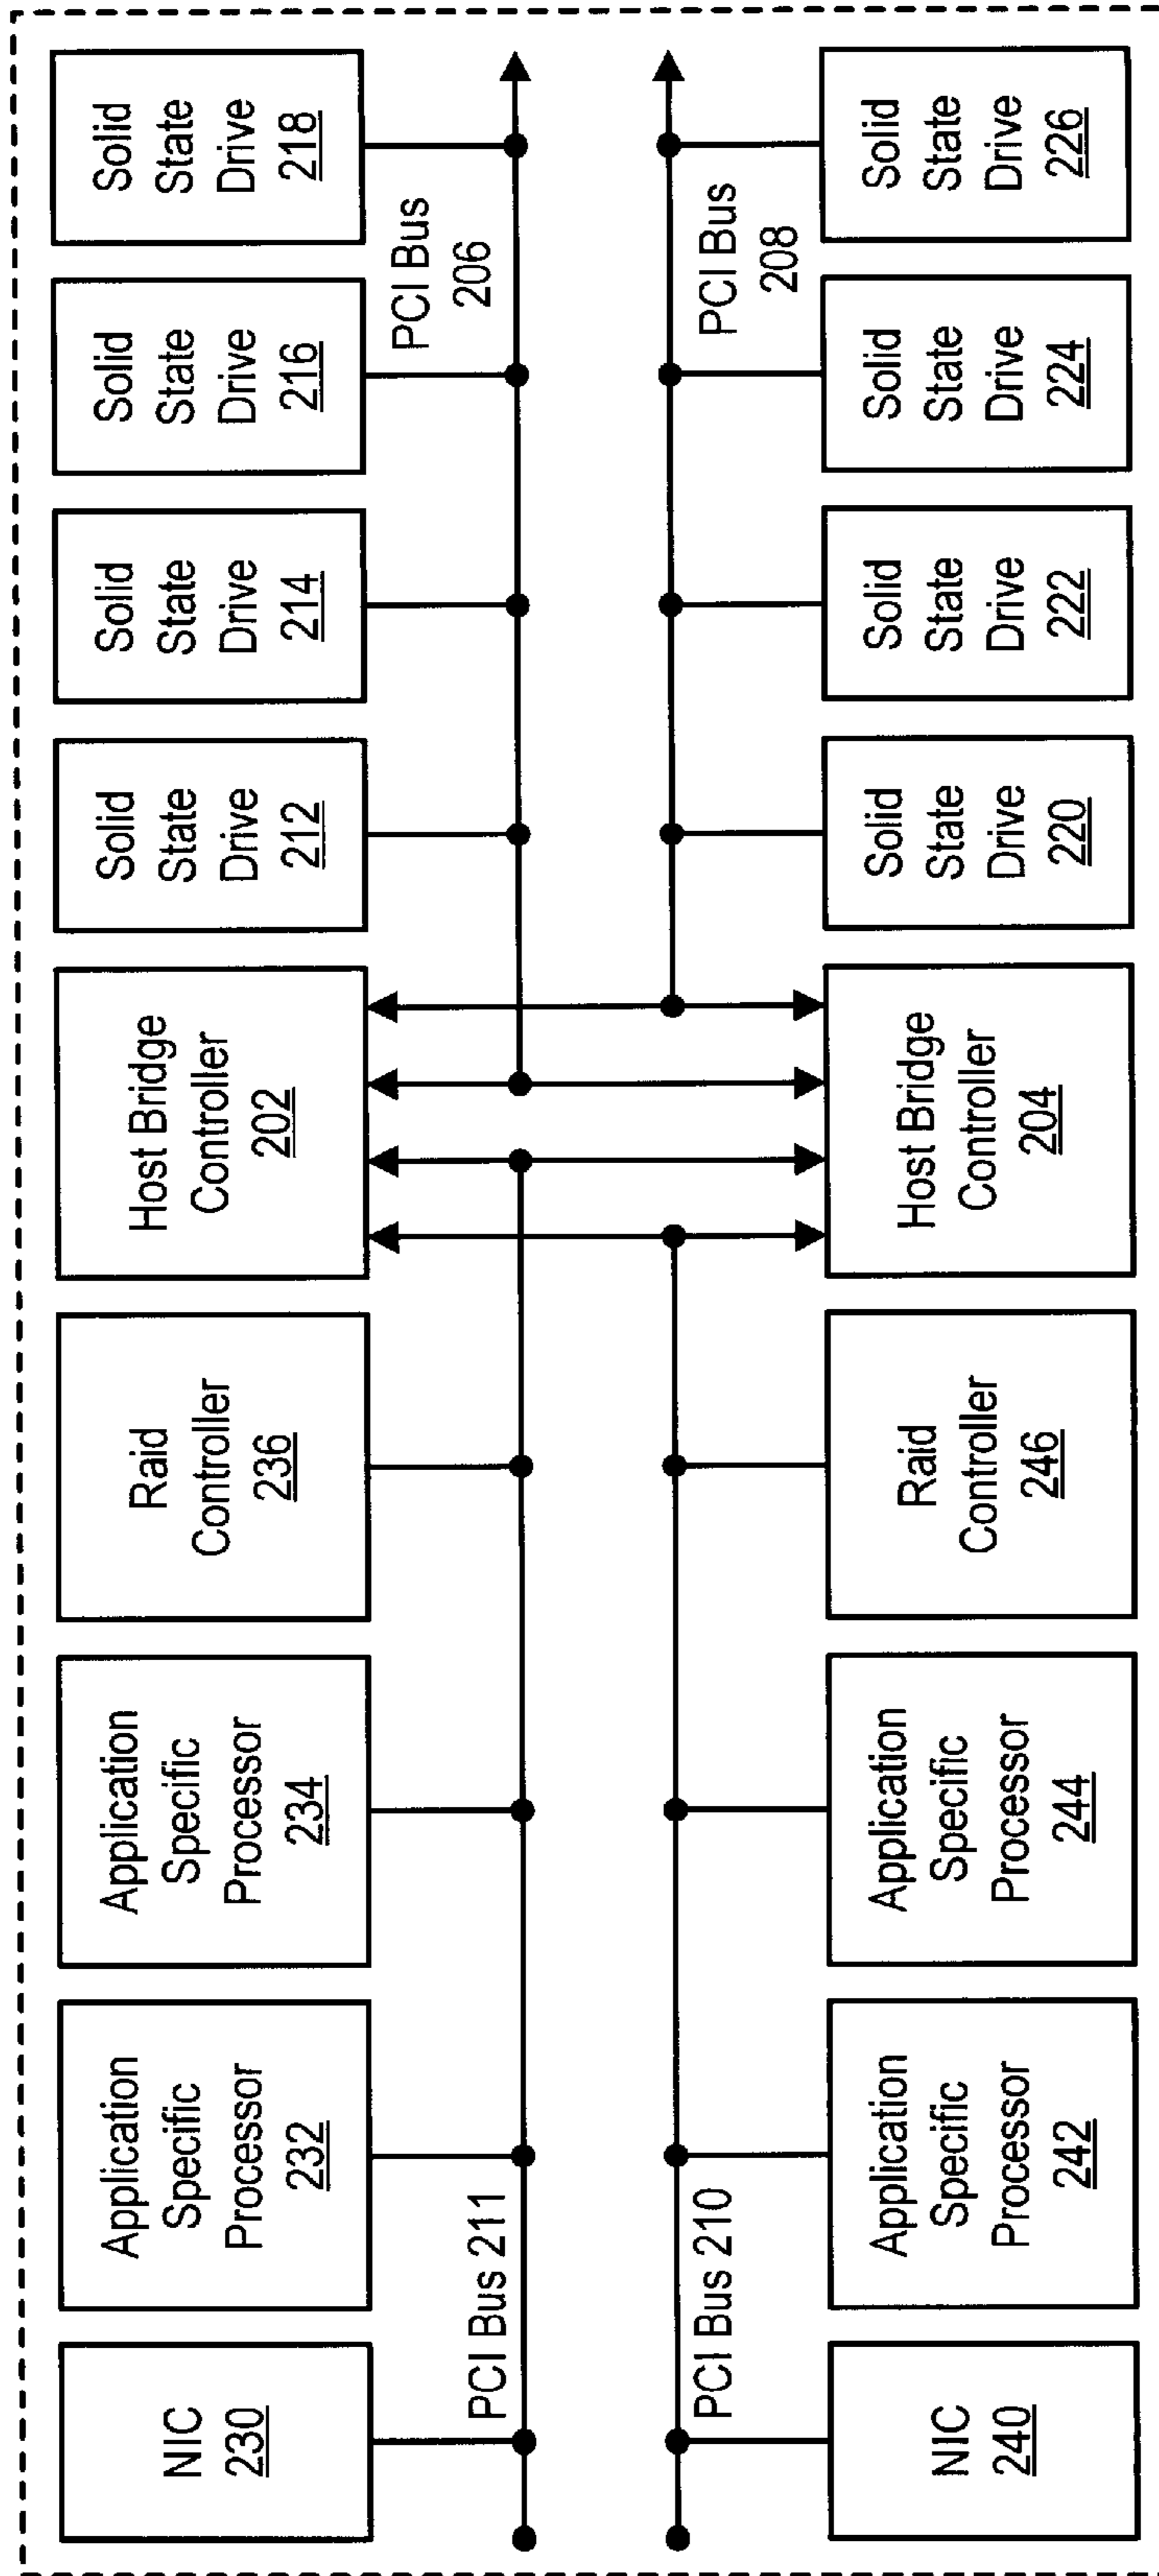 NIC
230
Application
Specific
Processor
232
Application
Specific
Processor
234
Raid
Controller
236
Host Bridge
Controller
202
Solid
State
Drive
212
Solid
State
Drive
214
Solid
State
Drive
216
Solid
State
Drive
218
PCI Bus 211
PCI Bus
206
PCI Bus 210
PCI Bus
208
NIC
240
Application
Specific
Processor
242
Application
Specific
Processor
244
Raid
Controller
246
Host Bridge
Controller
204
Solid
State
Drive
220
Solid
State
Drive
222
Solid
State
Drive
224
Solid
State
Drive
226